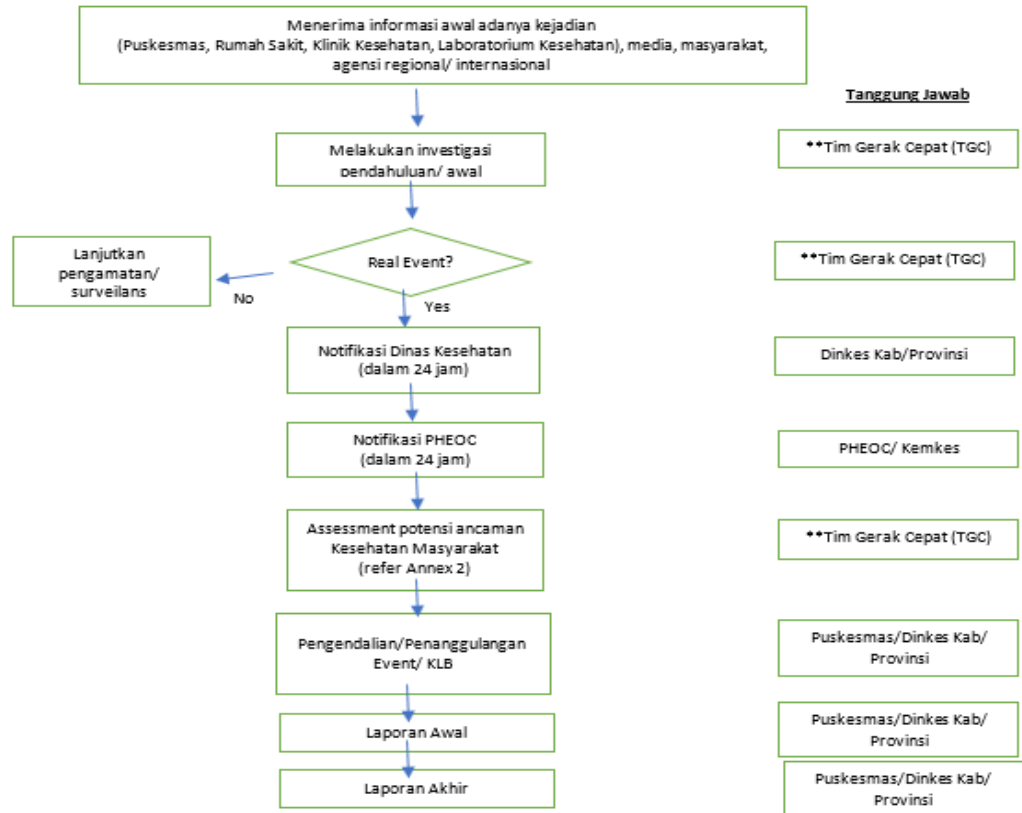 Menerima informasi awal adanya kejadian
(Puskesmas, Rumah Sakit, Klinik Kesehatan, Laboratorium Kesehatan), media, masyarakat,
agensi regional/ internasional
Tanggung Jawab
Melakukan investigasi
pendahuluan/ awal
**Tim Gerak Cepat (TGC)
Lanjutkan
pengamatan/
surveilans
No
Real Event?
Yes
**Tim Gerak Cepat (TGC)
Notifikasi Dinas Kesehatan
(dalam 24 jam)
Dinkes Kab/Provinsi
Notifikasi PHEOC
(dalam 24 jam)
PHEOC/ Kemkes
Assessment potensi ancaman
Kesehatan Masyarakat
(refer Annex 2)
**Tim Gerak Cepat (TGC)
Pengendalian/Penanggulangan
Event/ KLB
Puskesmas/Dinkes Kab/
Provinsi
Laporan Awal
Puskesmas/Dinkes Kab/
Provinsi
Laporan Akhir
Puskesmas/Dinkes Kab/
Provinsi